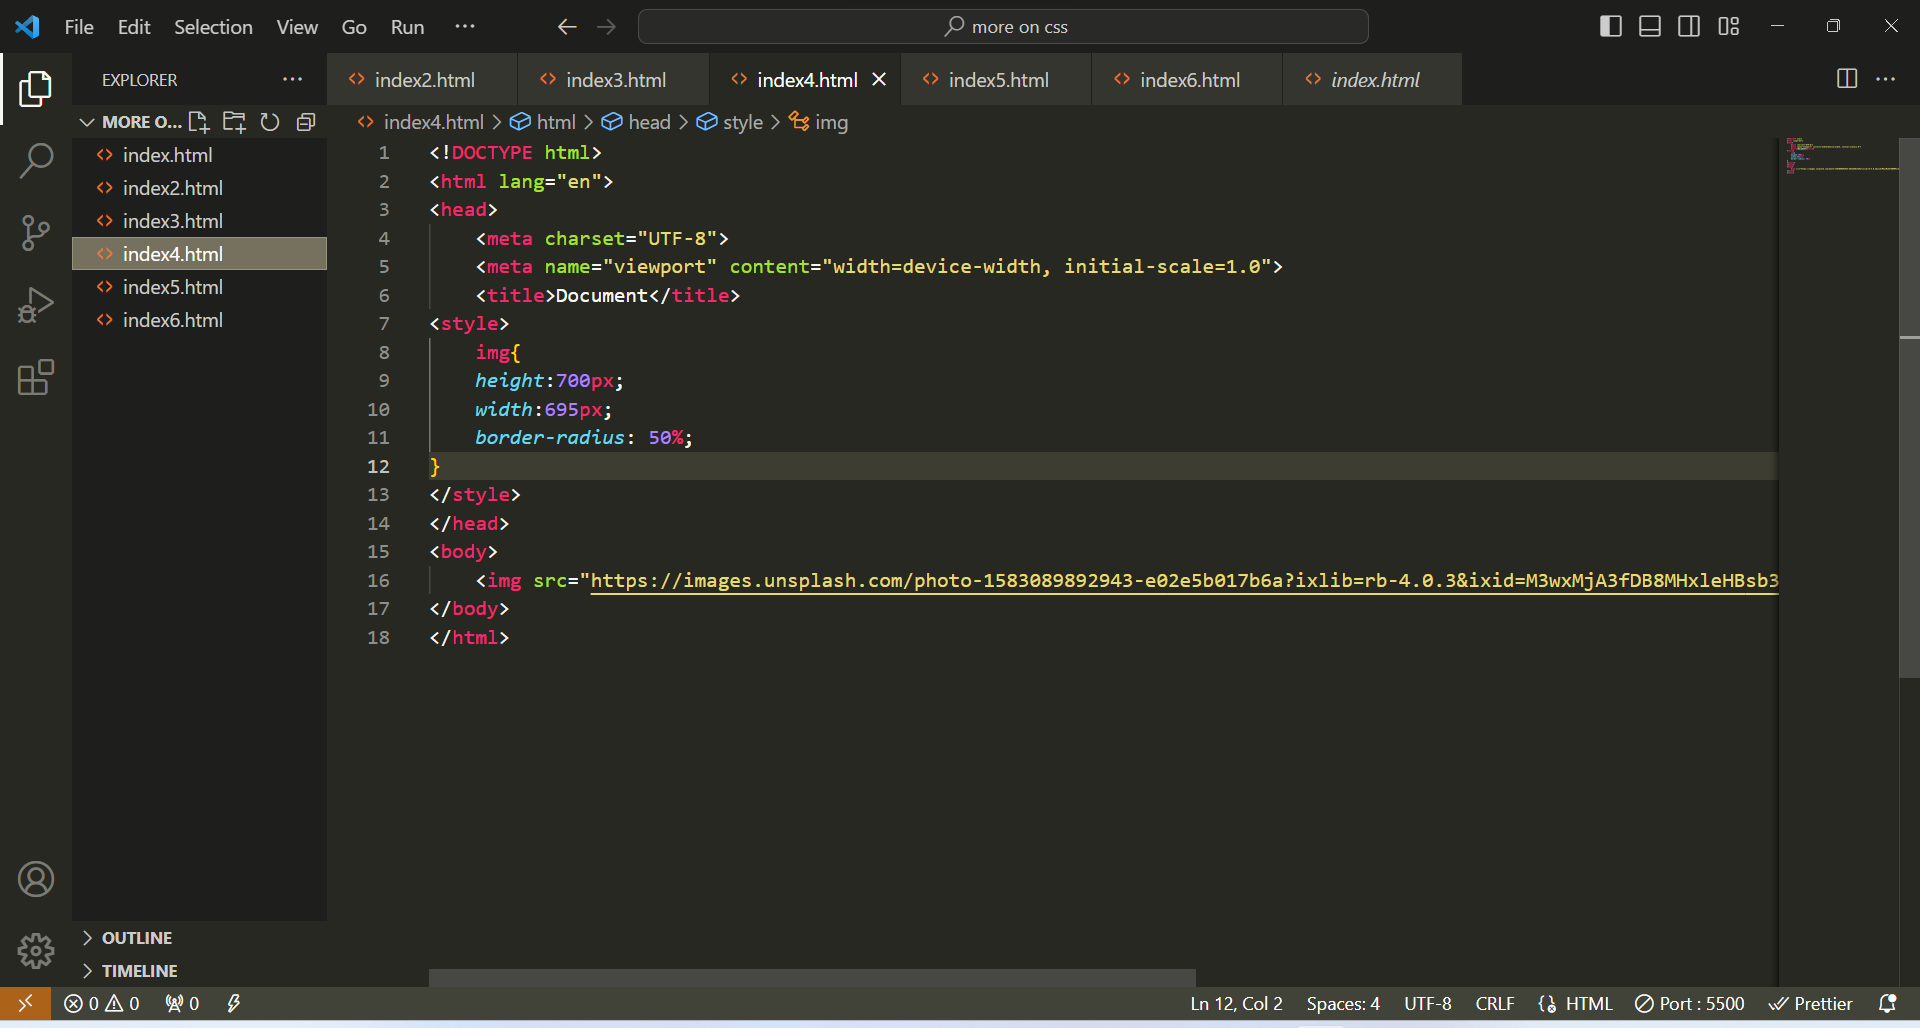 File Edit Selection View Go Run ··· more on css
EXPLORER ···
MORE O...
index.html
index2.html
index3.html
index4.html
index5.html
index6.html
OUTLINE
TIMELINE
index2.html index3.html index4.html index5.html index6.html index.html ···
index4.html > html > head > style > img
1 <!DOCTYPE html>
2 <html lang="en">
3 <head>
4 <meta charset="UTF-8">
5 <meta name="viewport" content="width=device-width, initial-scale=1.0">
6 <title>Document</title>
7 <style>
8 img{
9 height:700px;
10 width:695px;
11 border-radius: 50%;
12 }
13 </style>
14 </head>
15 <body>
16 <img src="https://images.unsplash.com/photo-1583089892943-e02e5b017b6a?ixlib=rb-4.0.3&ixid=M3wxMjA3fDB8MHxleHBsb3
17 </body>
18 </html>
0 0 0 Ln 12, Col 2 Spaces: 4 UTF-8 CRLF HTML Port : 5500 Prettier